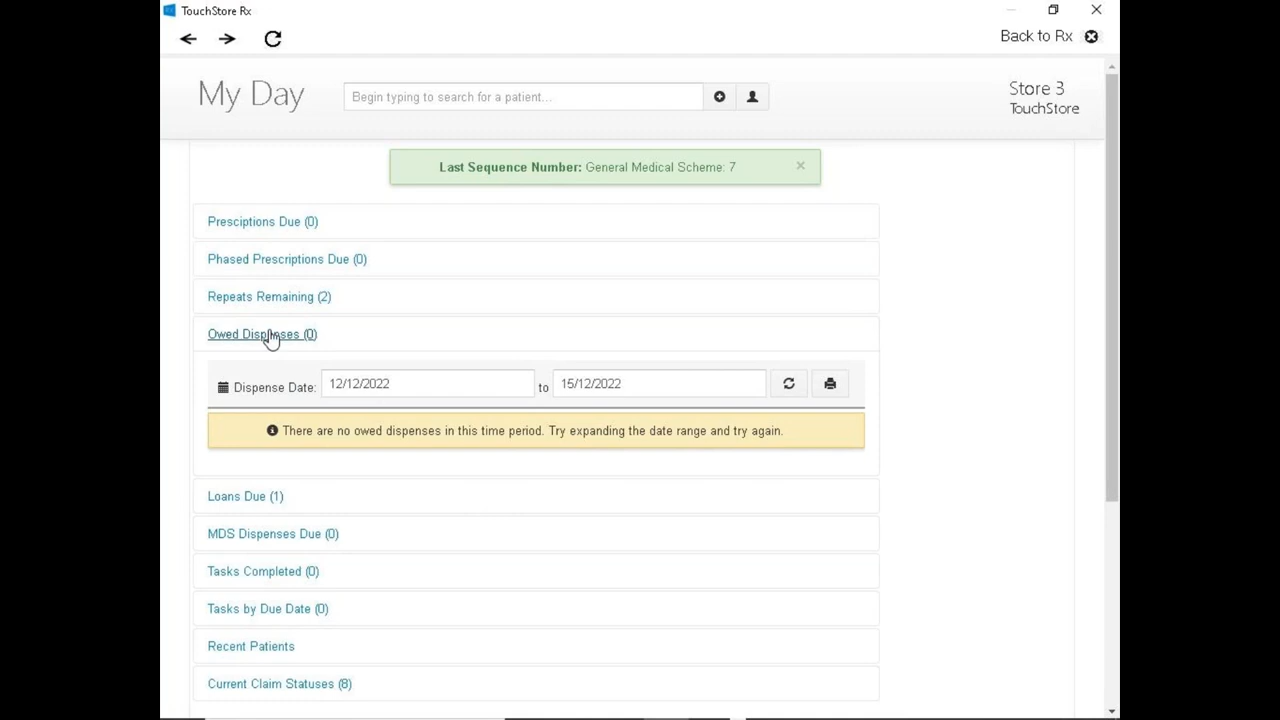 TouchStore Rx
Back to Rx
My Day
Begin typing to search for a patient...
Store 3
TouchStore
Last Sequence Number: General Medical Scheme: 7
Presciptions Due (0)
Phased Prescriptions Due (0)
Repeats Remaining (2)
Owed Dispenses (0)
Dispense Date: 12/12/2022 to 15/12/2022
There are no owed dispenses in this time period. Try expanding the date range and try again.
Loans Due (1)
MDS Dispenses Due (0)
Tasks Completed (0)
Tasks by Due Date (0)
Recent Patients
Current Claim Statuses (8)